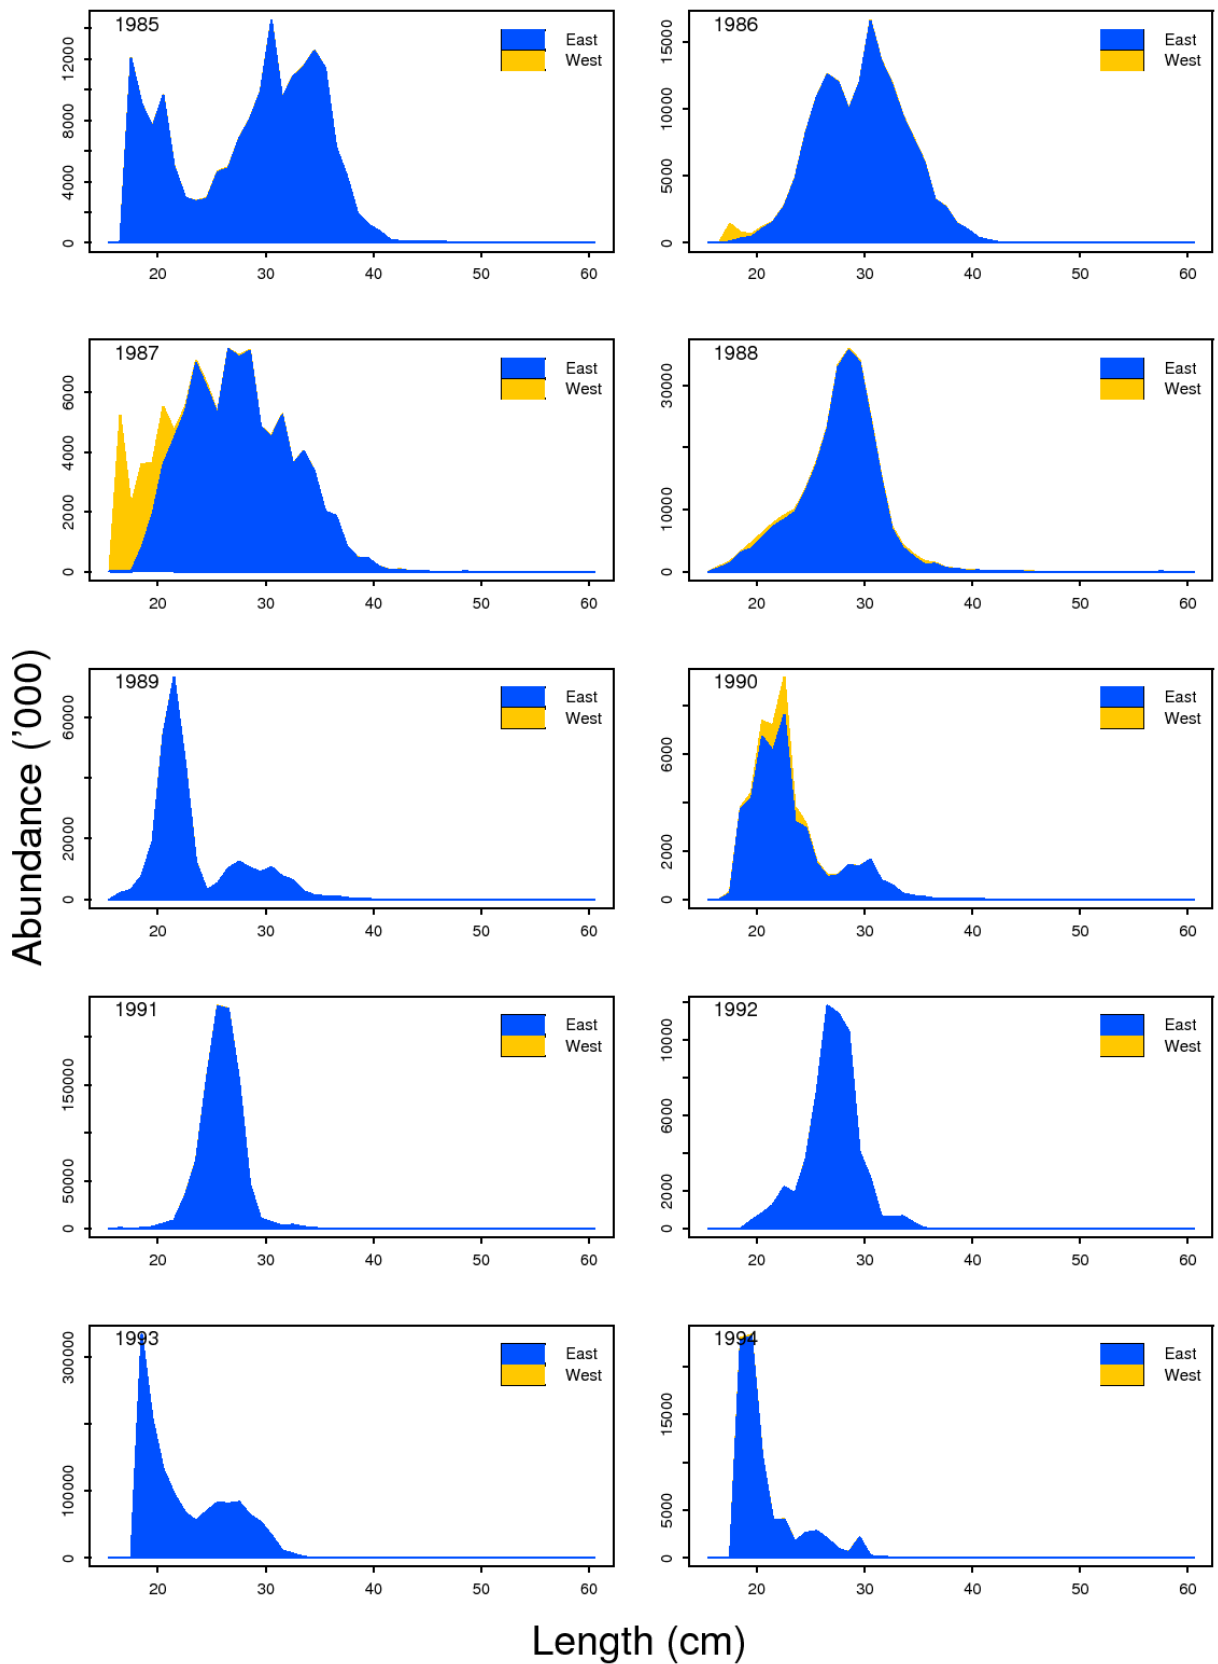 1985
East
West
0 4000 8000 12000
20 30 40 50 60
1986
East
West
0 5000 10000 15000
20 30 40 50 60
1987
East
West
0 2000 4000 6000
20 30 40 50 60
1988
East
West
0 10000 30000
20 30 40 50 60
1989
East
West
0 20000 60000
20 30 40 50 60
1990
East
West
0 2000 6000
20 30 40 50 60
1991
East
West
0 50000 150000
20 30 40 50 60
1992
East
West
0 2000 6000 10000
20 30 40 50 60
1993
East
West
0 100000 300000
20 30 40 50 60
1994
East
West
0 5000 15000
20 30 40 50 60
Abundance ('000)
Length (cm)